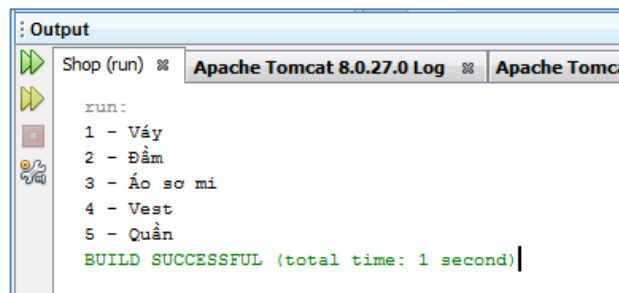 Output
Shop (run) Apache Tomcat 8.0.27.0 Log Apache Tomc
run:
1 - Váy
2 - Đầm
3 - Áo sơ mi
4 - Vest
5 - Quần
BUILD SUCCESSFUL (total time: 1 second)